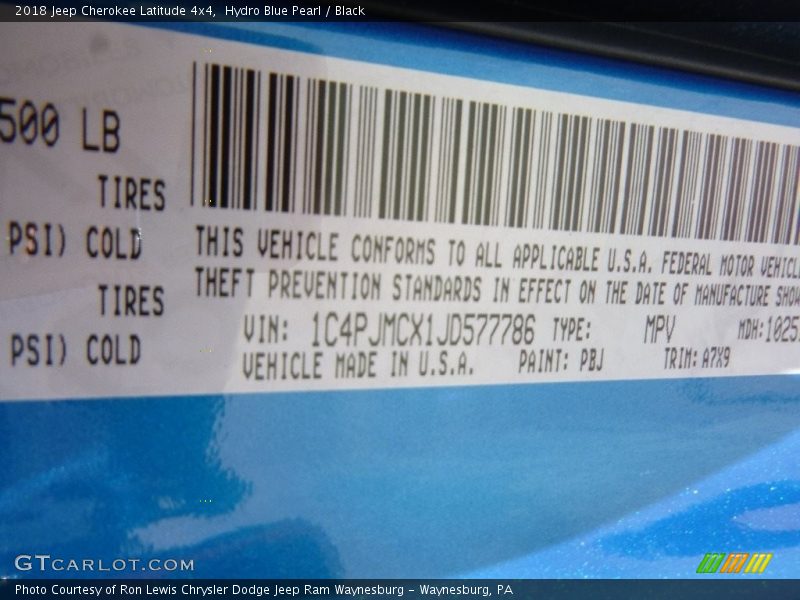 2018 Jeep Cherokee Latitude 4x4,  Hydro Blue Pearl / Black
500 LB
TIRES
PSI) COLD
TIRES
PSI) COLD
THIS VEHICLE CONFORMS TO ALL APPLICABLE U.S.A. FEDERAL MOTOR VEHICL
THEFT PREVENTION STANDARDS IN EFFECT ON THE DATE OF MANUFACTURE SHOW
VIN: 1C4PJMCX1JD577786 TYPE: MPV MDH:1025
VEHICLE MADE IN U.S.A. PAINT: PBJ TRIM: A7X9
GTCARLOT.COM
Photo Courtesy of Ron Lewis Chrysler Dodge Jeep Ram Waynesburg – Waynesburg, PA